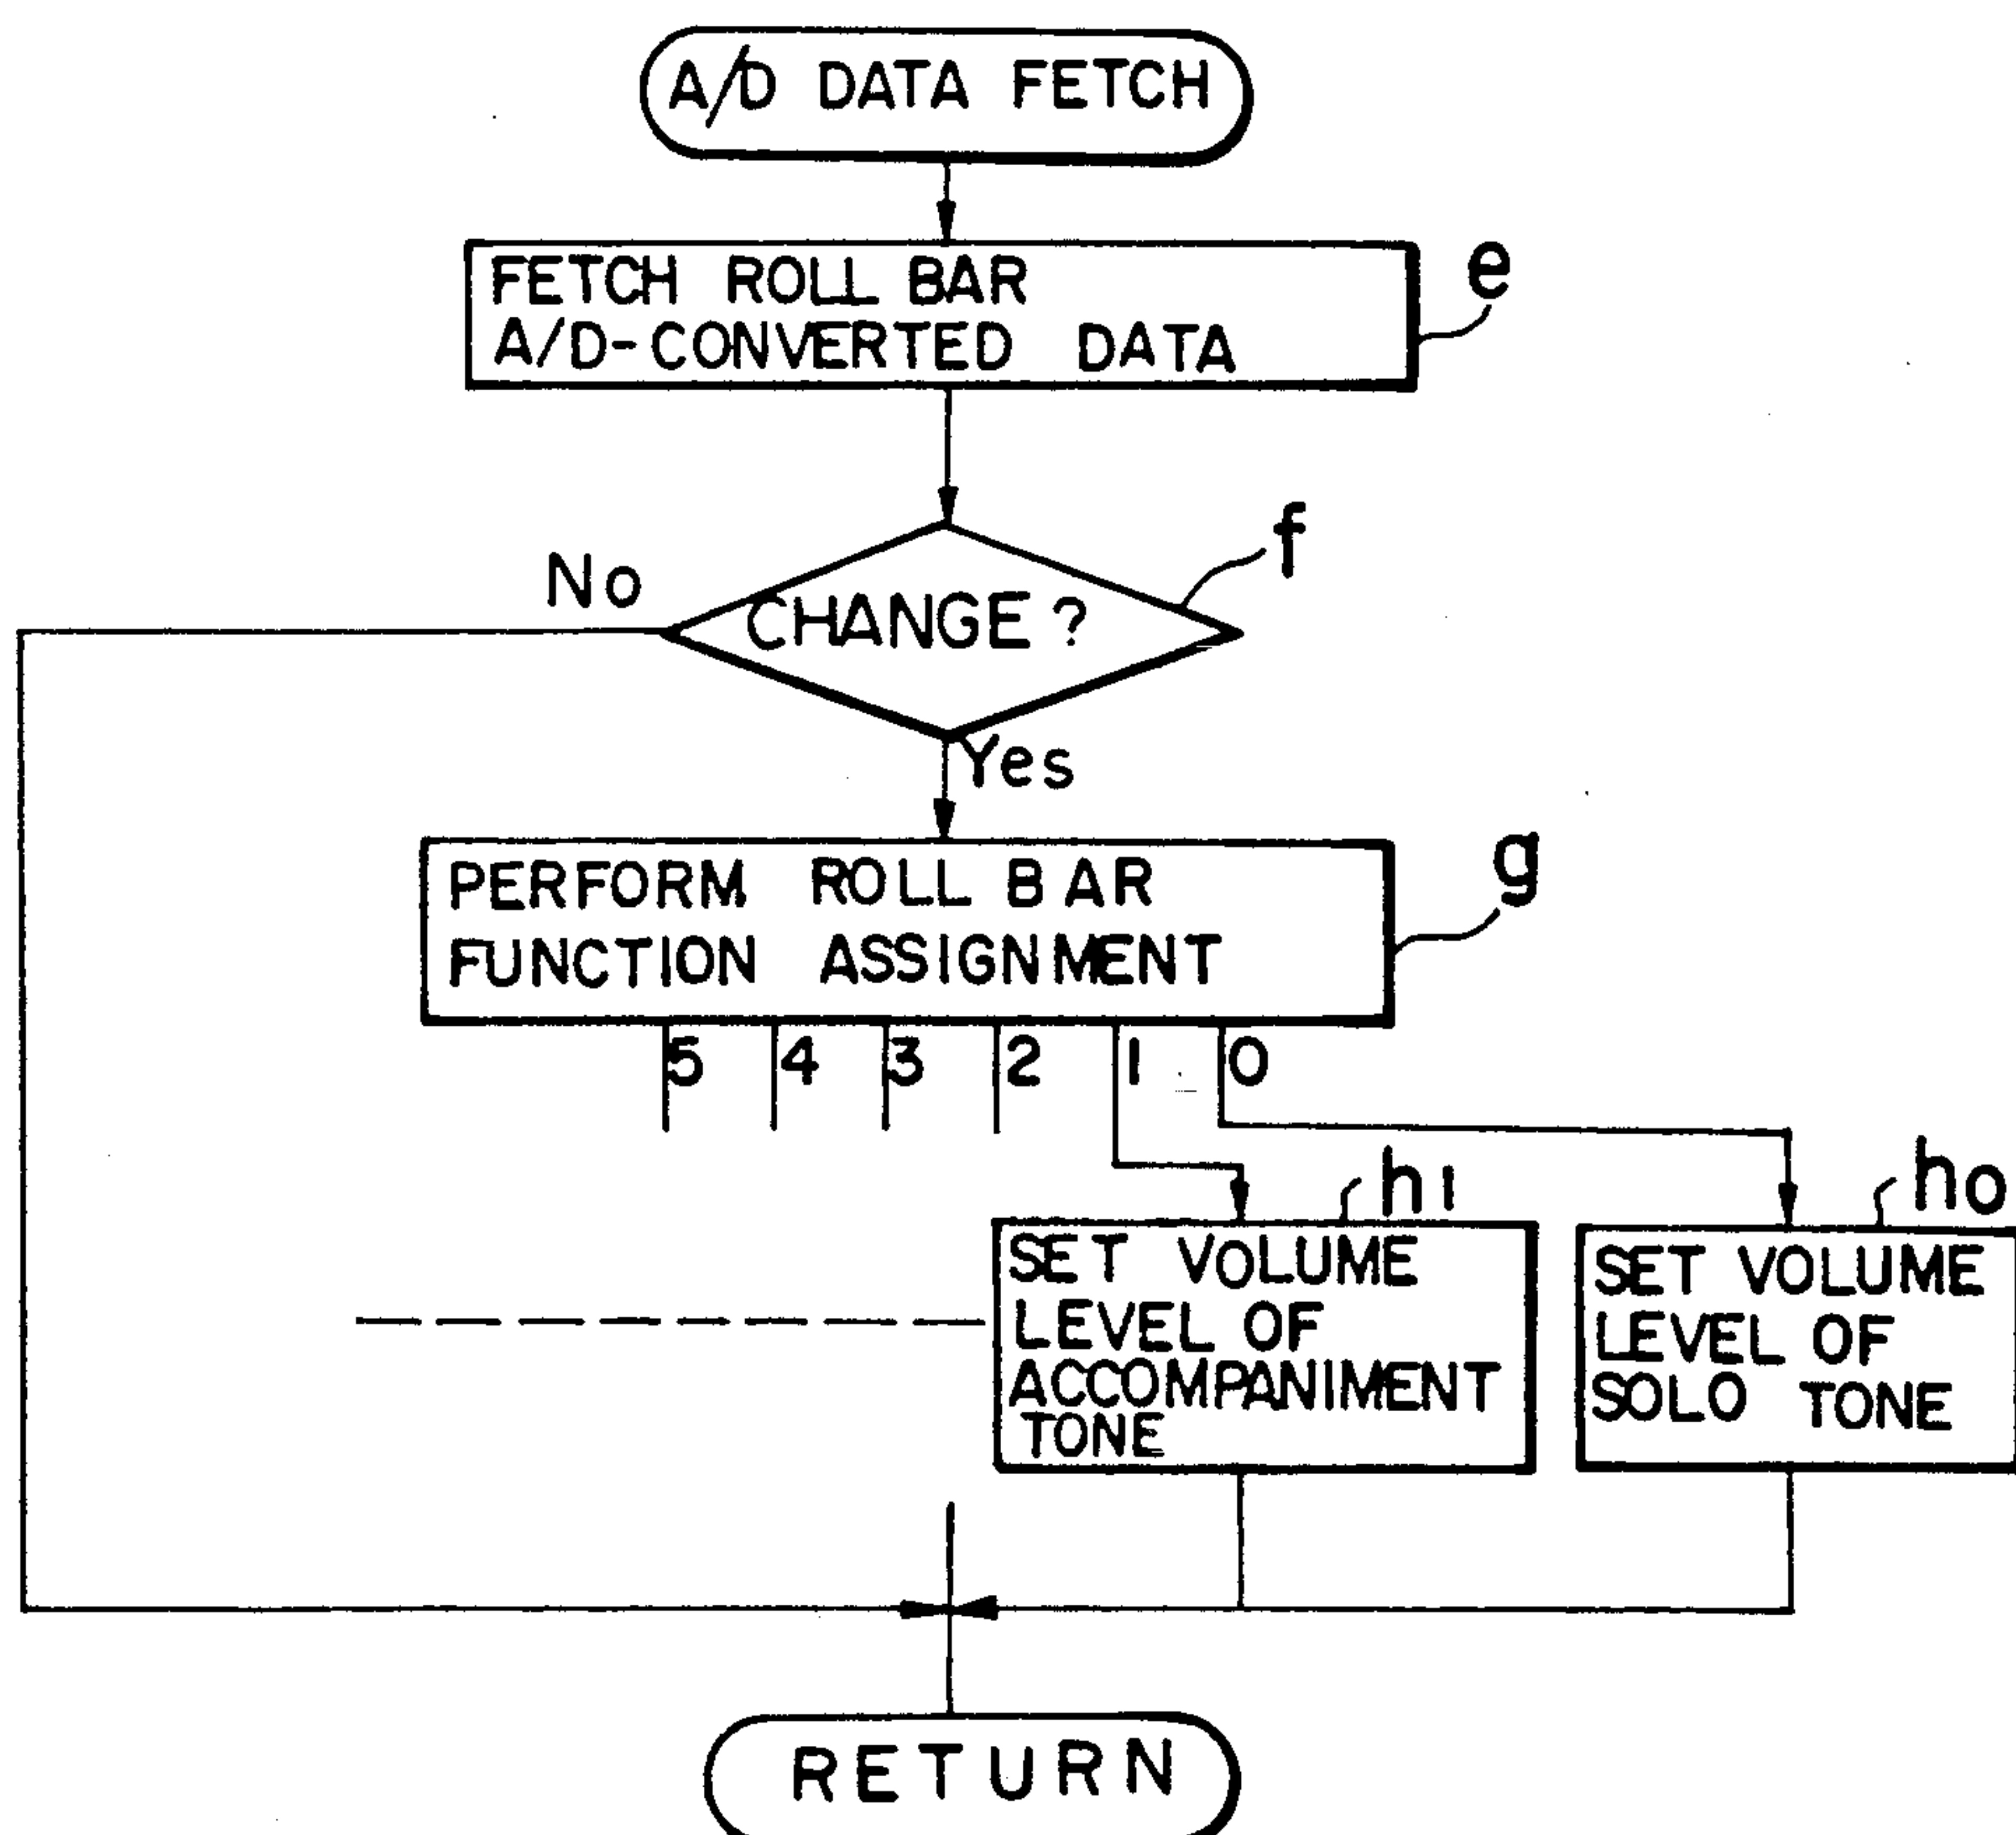 A/D DATA FETCH
FETCH ROLL BAR
A/D-CONVERTED DATA
e
f
No
CHANGE?
Yes
PERFORM ROLL BAR
FUNCTION ASSIGNMENT
g
5 4 3 2 1 0
h1
h0
SET VOLUME
LEVEL OF
ACCOMPANIMENT
TONE
SET VOLUME
LEVEL OF
SOLO TONE
RETURN